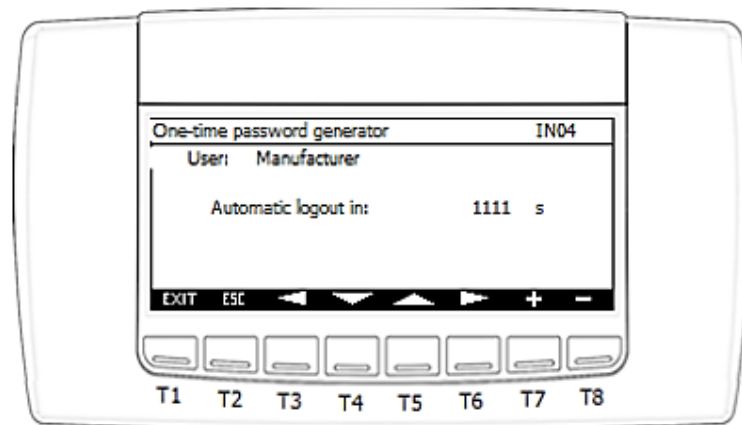 One-time password generator IN04
User: Manufacturer
Automatic logout in: 1111 s
EXIT ESC + -
T1 T2 T3 T4 T5 T6 T7 T8